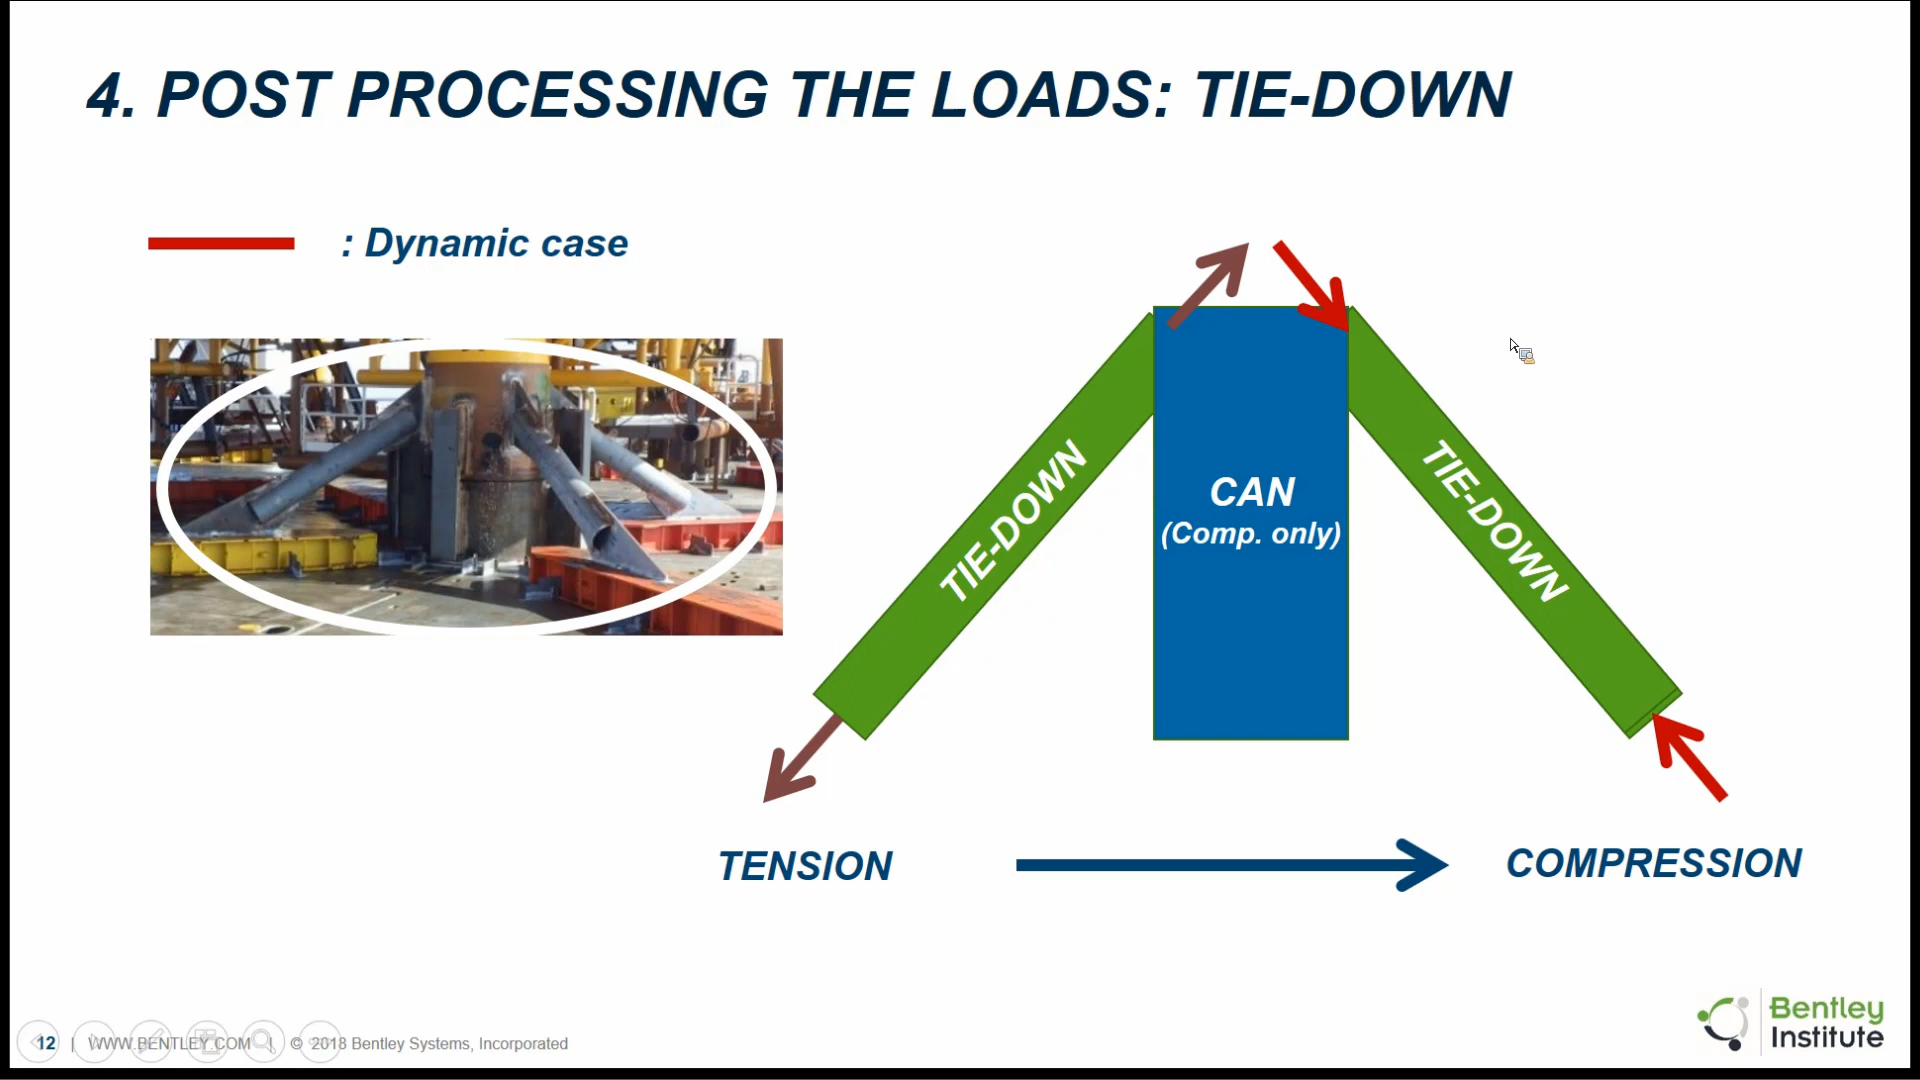 4. POST PROCESSING THE LOADS: TIE-DOWN
: Dynamic case
TIE-DOWN
CAN
(Comp. only)
TIE-DOWN
TENSION
COMPRESSION
12 | WWW.BENTLEY.COM | © 2018 Bentley Systems, Incorporated
Bentley
Institute